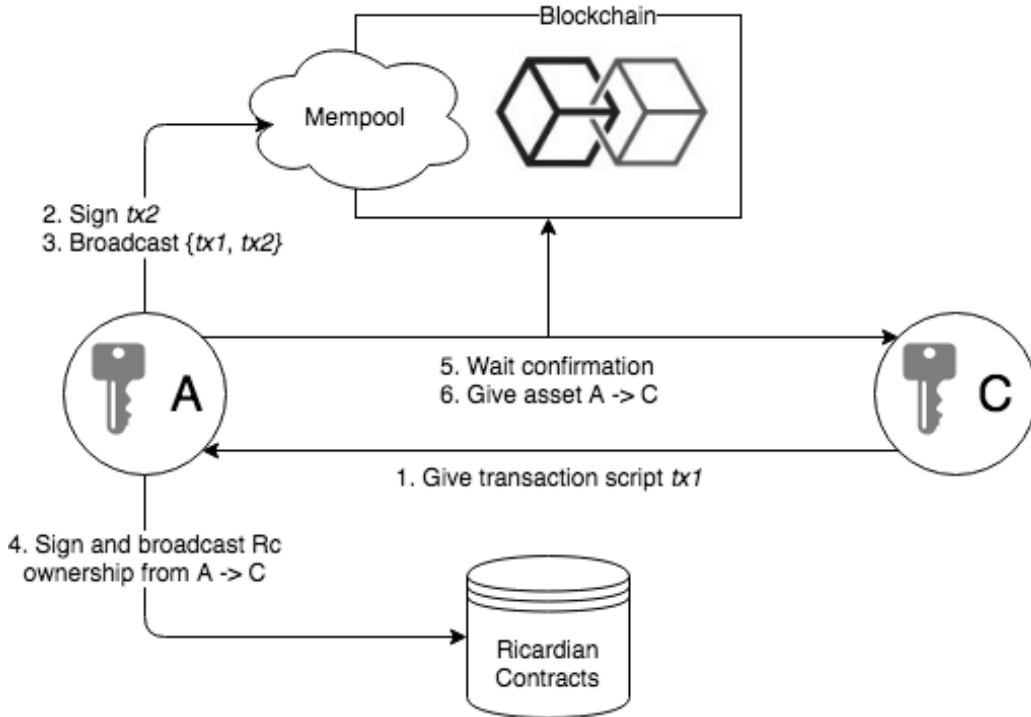 Blockchain
Mempool
2. Sign tx2
3. Broadcast {tx1, tx2}
A
5. Wait confirmation
6. Give asset A -> C
C
1. Give transaction script tx1
4. Sign and broadcast Rc
ownership from A -> C
Ricardian
Contracts